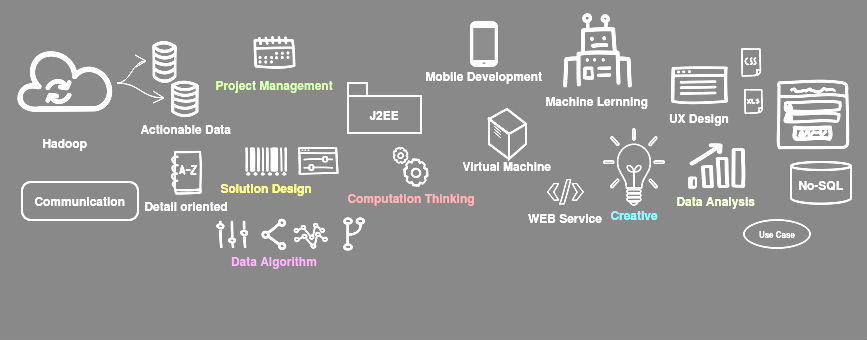 CSS
Mobile Development
Project Management
Machine Lernning
XLS
J2EE
UX Design
Actionable Data
Hadoop
A-Z
Virtual Machine
Solution Design
No-SQL
Computation Thinking
Communication
Data Analysis
Detail oriented
WEB Service
Creative
Use Case
Data Algorithm